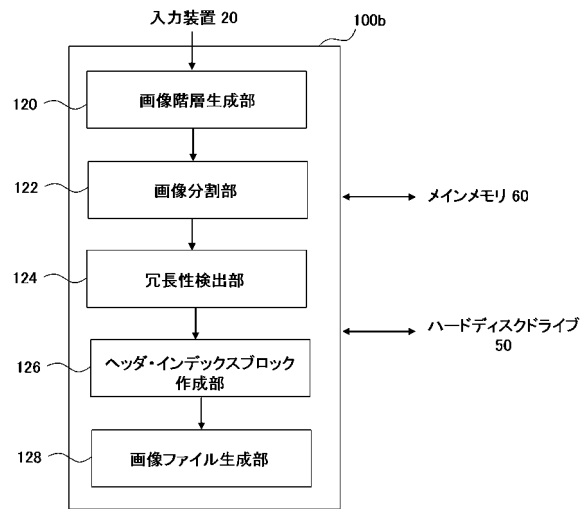 入力装置 20
100b
120
画像階層生成部
122
画像分割部
メインメモリ 60
124
冗長性検出部
ハードディスクドライブ
50
126
ヘッダ・インデックスブロック
作成部
128
画像ファイル生成部